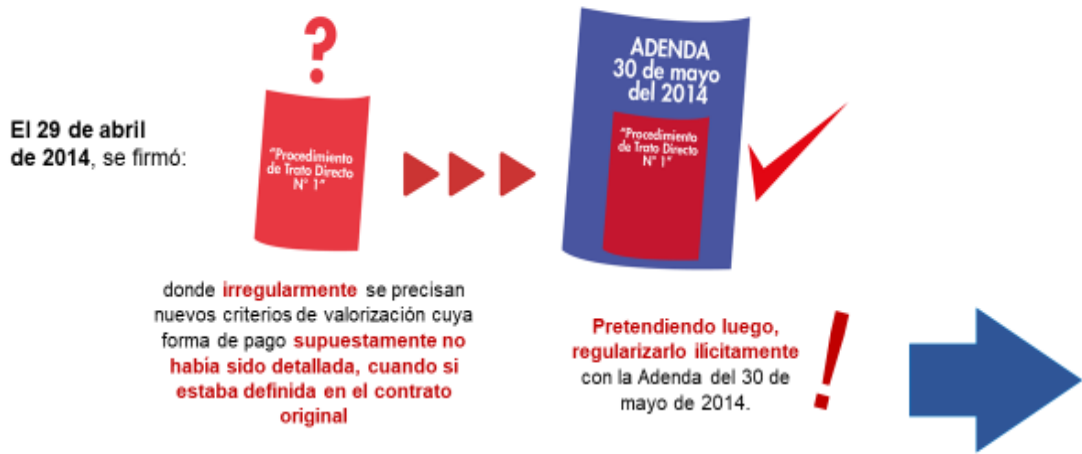 ?
El 29 de abril
de 2014, se firmó:
"Procedimiento
de Trato Directo
N° 1"
ADENDA
30 de mayo
del 2014
"Procedimiento
de Trato Directo
N° 1"
donde irregularmente se precisan
nuevos criterios de valorización cuya
forma de pago supuestamente no
había sido detallada, cuando si
estaba definida en el contrato
original
Pretendiendo luego,
regularizarlo ilícitamente
con la Adenda del 30 de
mayo de 2014.
!